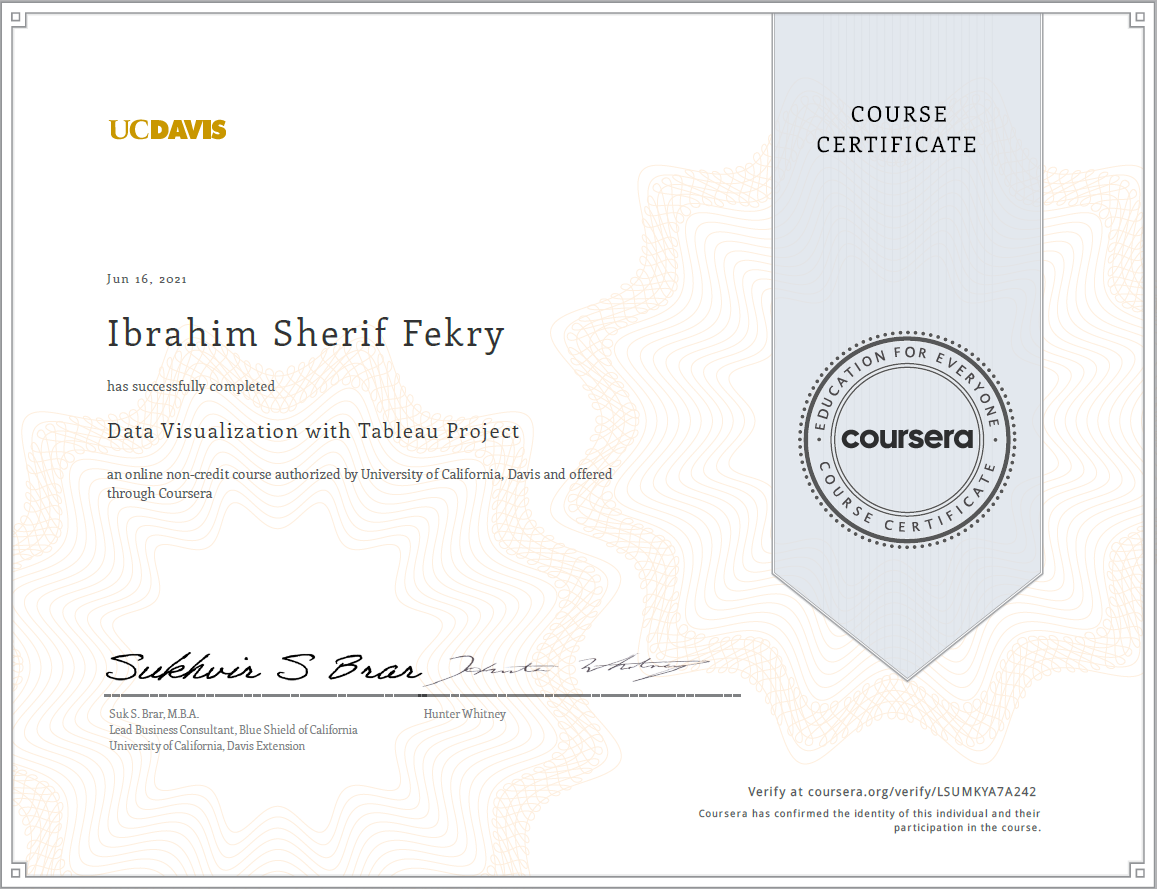 UCDAVIS
COURSE
CERTIFICATE
Jun 16, 2021
Ibrahim Sherif Fekry
has successfully completed
Data Visualization with Tableau Project
an online non-credit course authorized by University of California, Davis and offered
through Coursera
EDUCATION FOR EVERYONE
coursera
COURSE CERTIFICATE
Sukhvir S Brar
Hunter Whitney
Suk S. Brar, M.B.A.
Lead Business Consultant, Blue Shield of California
University of California, Davis Extension
Hunter Whitney
Verify at coursera.org/verify/LSUMKYA7A242
Coursera has confirmed the identity of this individual and their
participation in the course.